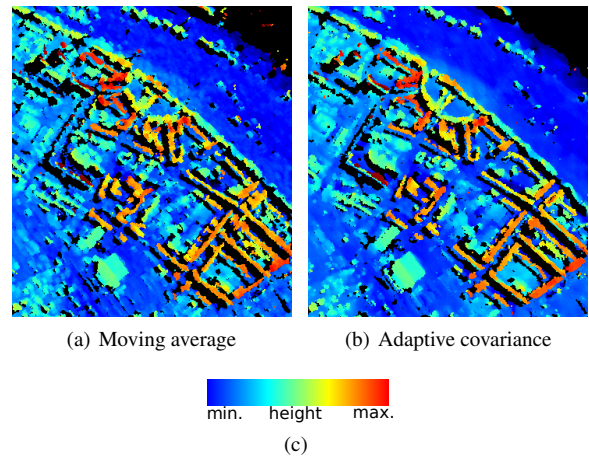 (a) Moving average
(b) Adaptive covariance
min. height max.
(c)